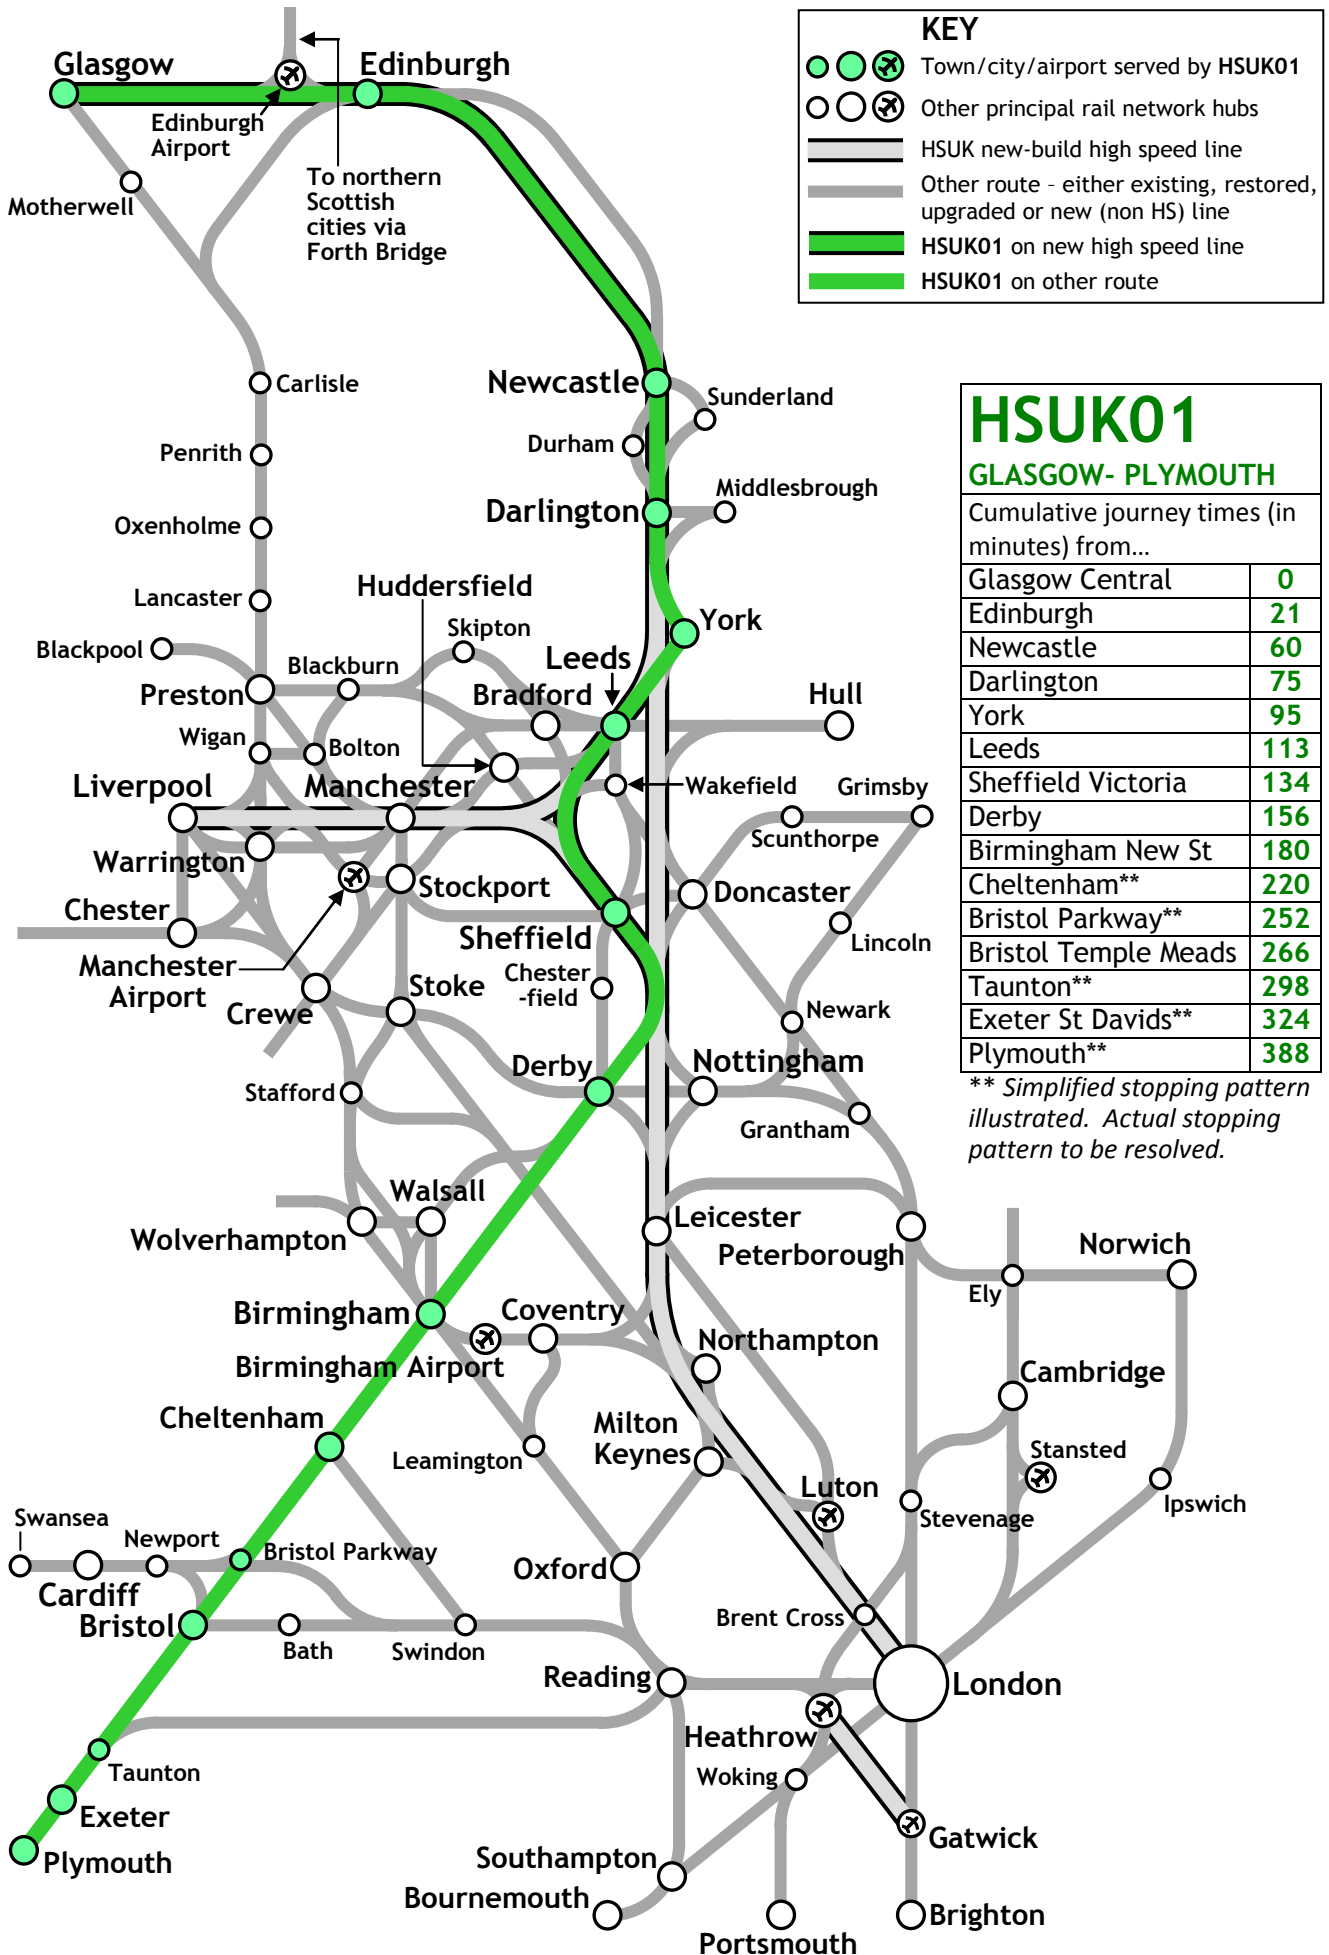 KEY
Town/city/airport served by HSUK01
Other principal rail network hubs
HSUK new-build high speed line
Other route - either existing, restored,
upgraded or new (non HS) line
HSUK01 on new high speed line
HSUK01 on other route
Glasgow
Edinburgh
Edinburgh
Airport
To northern
Scottish
cities via
Forth Bridge
Motherwell
Carlisle
Newcastle
Sunderland
Durham
Penrith
Middlesbrough
Darlington
Oxenholme
Huddersfield
Lancaster
York
Skipton
Blackpool
Leeds
Blackburn
Bradford
Hull
Preston
Wigan
Bolton
Liverpool
Manchester
Wakefield
Grimsby
Scunthorpe
Warrington
Stockport
Doncaster
Chester
Sheffield
Lincoln
Manchester
Airport
Chester
-field
Crewe
Stoke
Newark
Derby
Nottingham
Stafford
Grantham
Walsall
Leicester
Wolverhampton
Peterborough
Norwich
Ely
Birmingham
Coventry
Northampton
Birmingham Airport
Cambridge
Cheltenham
Milton
Keynes
Leamington
Stansted
Luton
Ipswich
Stevenage
Swansea
Newport
Bristol Parkway
Oxford
Cardiff
Bristol
Brent Cross
Bath
Swindon
Reading
London
Heathrow
Woking
Taunton
Exeter
Gatwick
Plymouth
Southampton
Bournemouth
Brighton
Portsmouth
HSUK01
GLASGOW- PLYMOUTH
Cumulative journey times (in
minutes) from…
Glasgow Central 0
Edinburgh 21
Newcastle 60
Darlington 75
York 95
Leeds 113
Sheffield Victoria 134
Derby 156
Birmingham New St 180
Cheltenham** 220
Bristol Parkway** 252
Bristol Temple Meads 266
Taunton** 298
Exeter St Davids** 324
Plymouth** 388
** Simplified stopping pattern
illustrated. Actual stopping
pattern to be resolved.